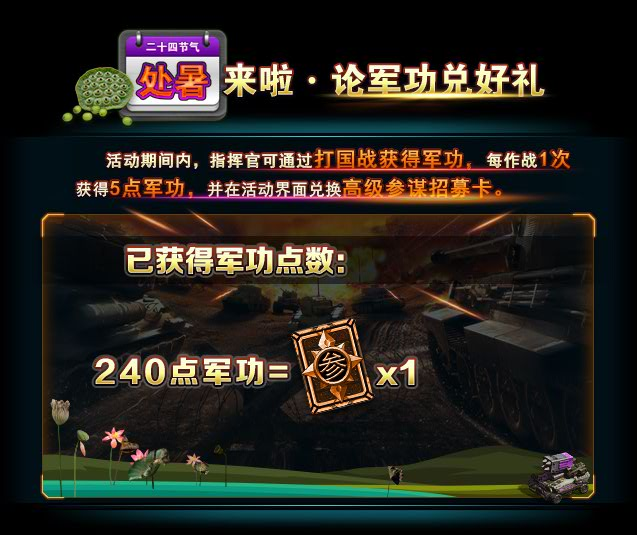 二十四节气
处暑 来啦·论军功兑好礼
活动期间内，指挥官可通过打国战获得军功，每作战1次
获得5点军功，并在活动界面兑换高级参谋招募卡。
已获得军功点数:
240点军功= 参 x1